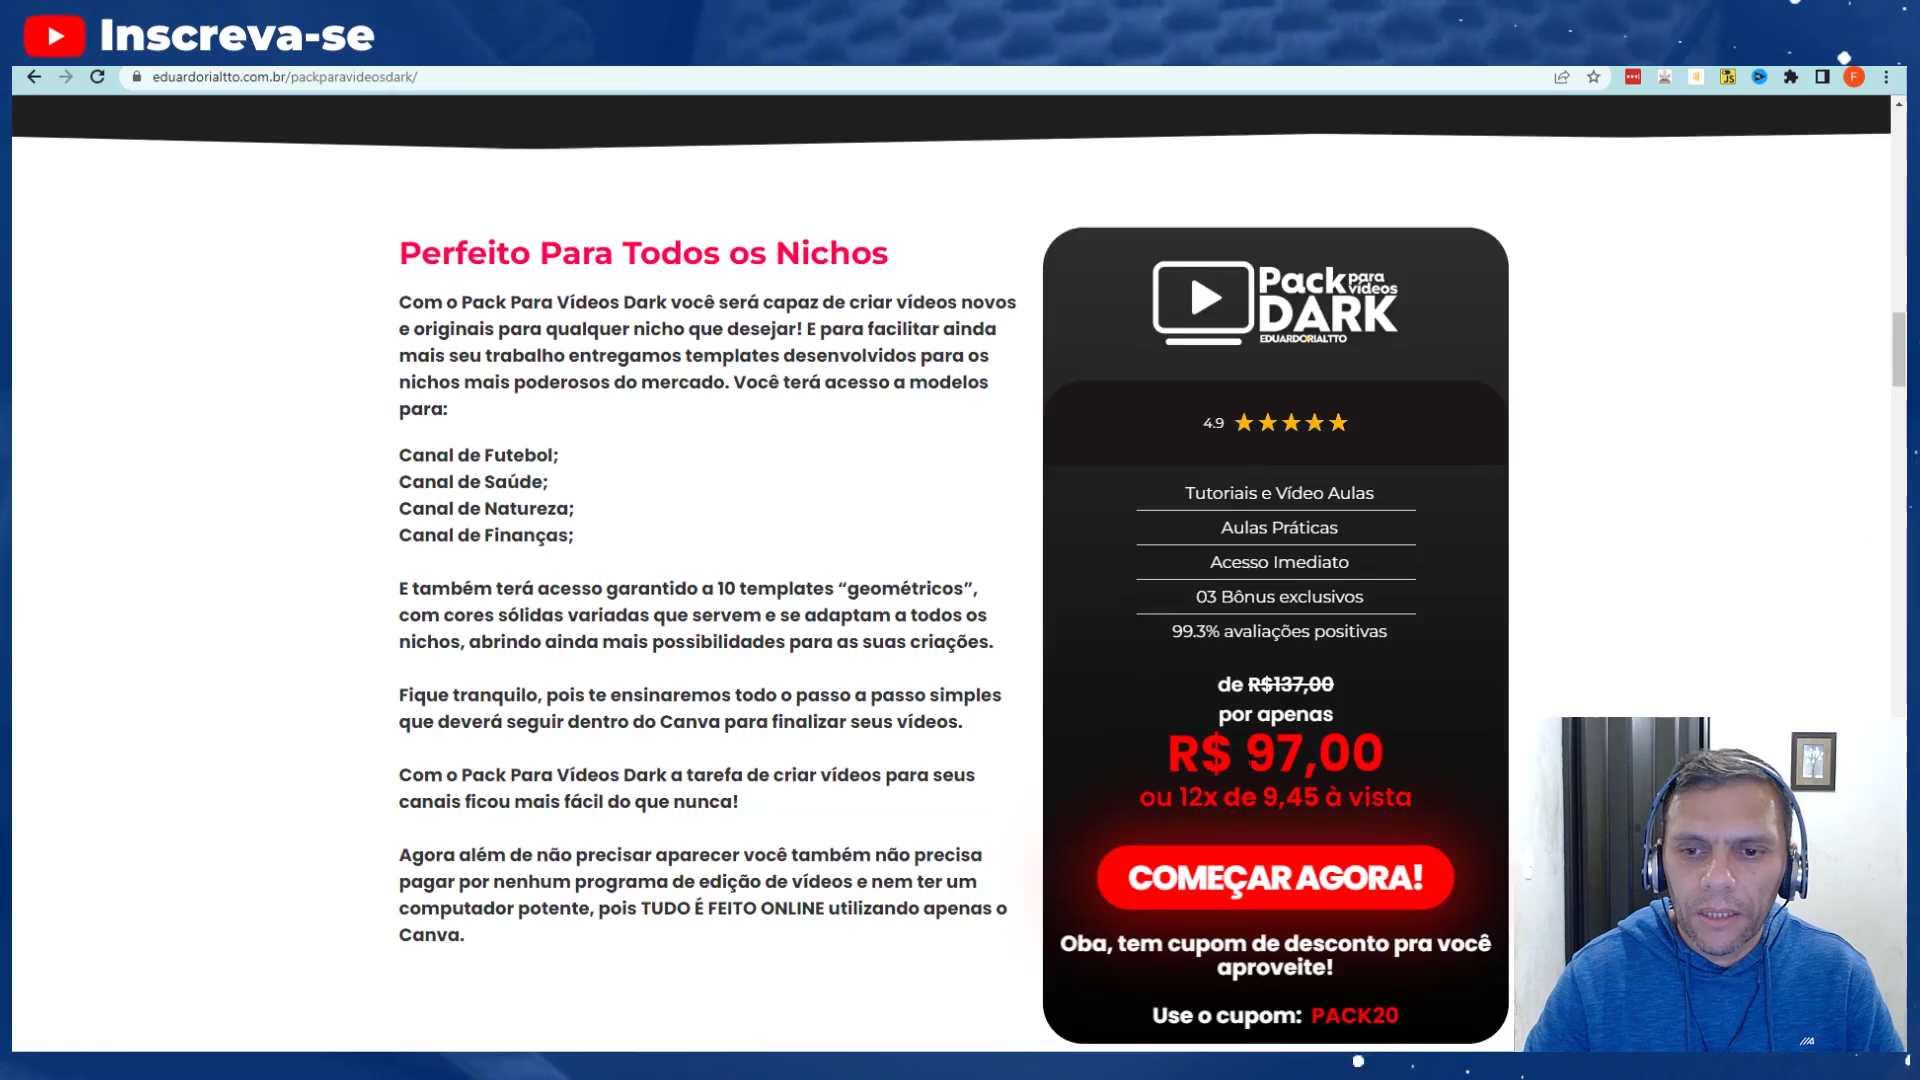 Inscreva-se
eduardorialtto.com.br/packparavideosdark/
Perfeito Para Todos os Nichos
Com o Pack Para Vídeos Dark você será capaz de criar vídeos novos
e originais para qualquer nicho que desejar! E para facilitar ainda
mais seu trabalho entregamos templates desenvolvidos para os
nichos mais poderosos do mercado. Você terá acesso a modelos
para:
Canal de Futebol;
Canal de Saúde;
Canal de Natureza;
Canal de Finanças;
E também terá acesso garantido a 10 templates “geométricos”,
com cores sólidas variadas que servem e se adaptam a todos os
nichos, abrindo ainda mais possibilidades para as suas criações.
Fique tranquilo, pois te ensinaremos todo o passo a passo simples
que deverá seguir dentro do Canva para finalizar seus vídeos.
Com o Pack Para Vídeos Dark a tarefa de criar vídeos para seus
canais ficou mais fácil do que nunca!
Agora além de não precisar aparecer você também não precisa
pagar por nenhum programa de edição de vídeos e nem ter um
computador potente, pois TUDO É FEITO ONLINE utilizando apenas o
Canva.
Pack para vídeos
DARK
EDUARDORIALTTO
4.9
Tutoriais e Vídeo Aulas
Aulas Práticas
Acesso Imediato
03 Bônus exclusivos
99.3% avaliações positivas
de R$137,00
por apenas
R$ 97,00
ou 12x de 9,45 à vista
COMEÇAR AGORA!
Oba, tem cupom de desconto pra você
aproveite!
Use o cupom: PACK20
JS
F